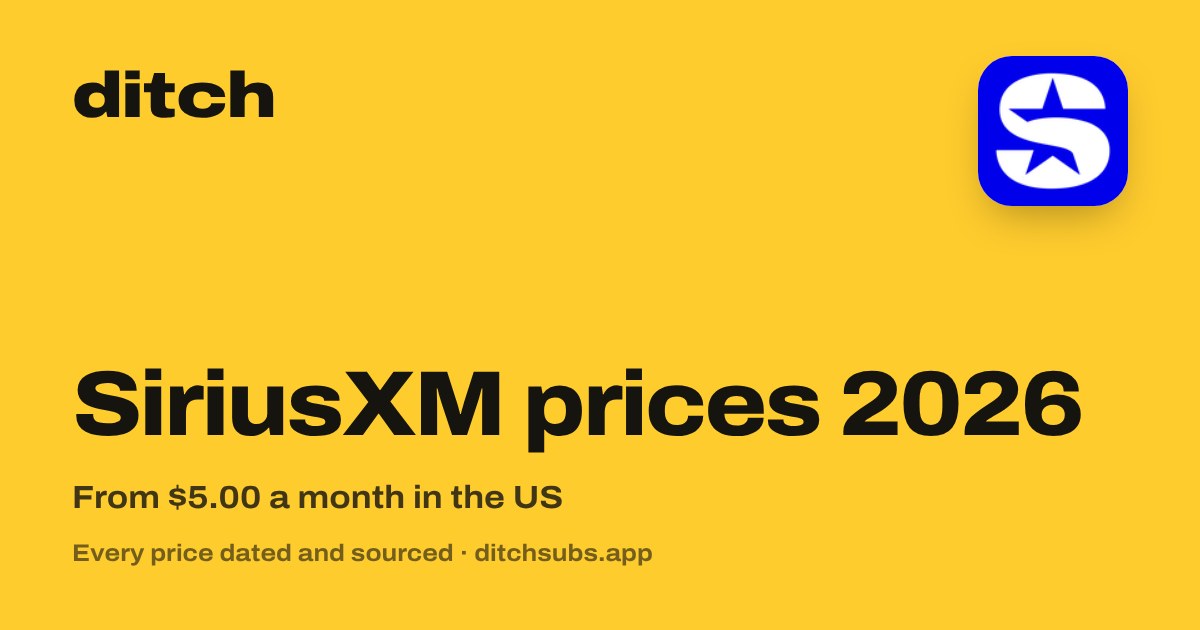 ditch
S
SiriusXM prices 2026
From $5.00 a month in the US
Every price dated and sourced · ditchsubs.app